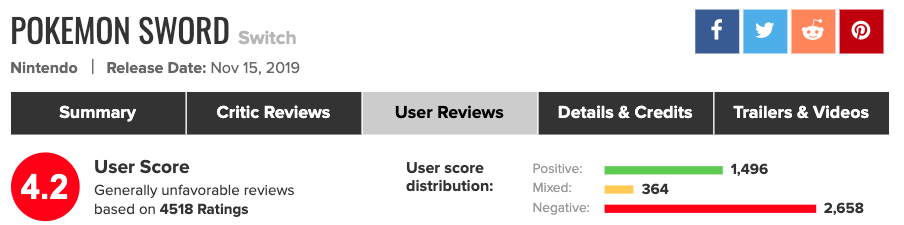 POKEMON SWORD Switch
Nintendo | Release Date: Nov 15, 2019
Summary Critic Reviews User Reviews Details & Credits Trailers & Videos
4.2
User Score
Generally unfavorable reviews
based on 4518 Ratings
User score
distribution:
Positive: 1,496
Mixed: 364
Negative: 2,658